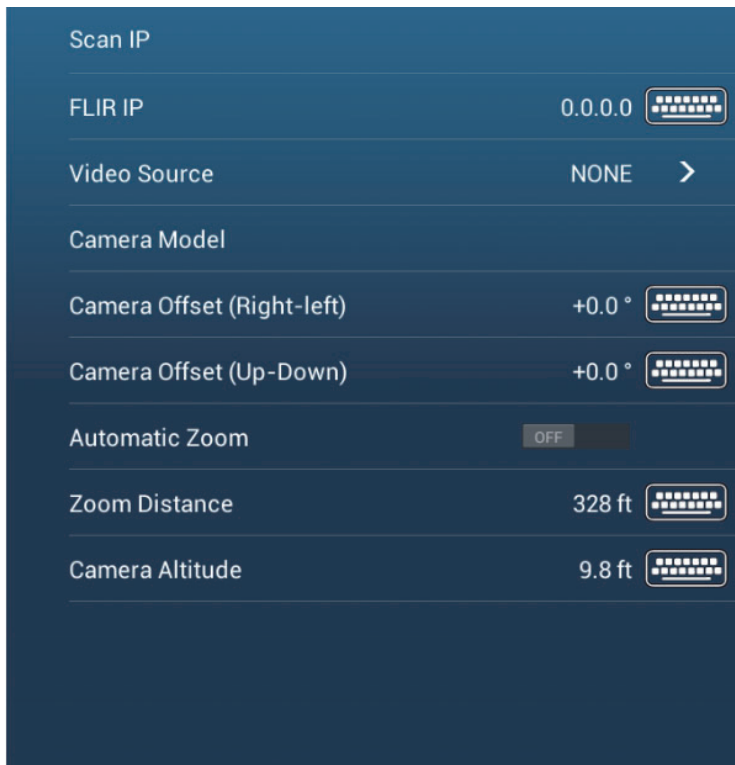 Scan IP
FLIR IP 0.0.0.0
Video Source NONE
Camera Model
Camera Offset (Right-left) +0.0 °
Camera Offset (Up-Down) +0.0 °
Automatic Zoom OFF
Zoom Distance 328 ft
Camera Altitude 9.8 ft